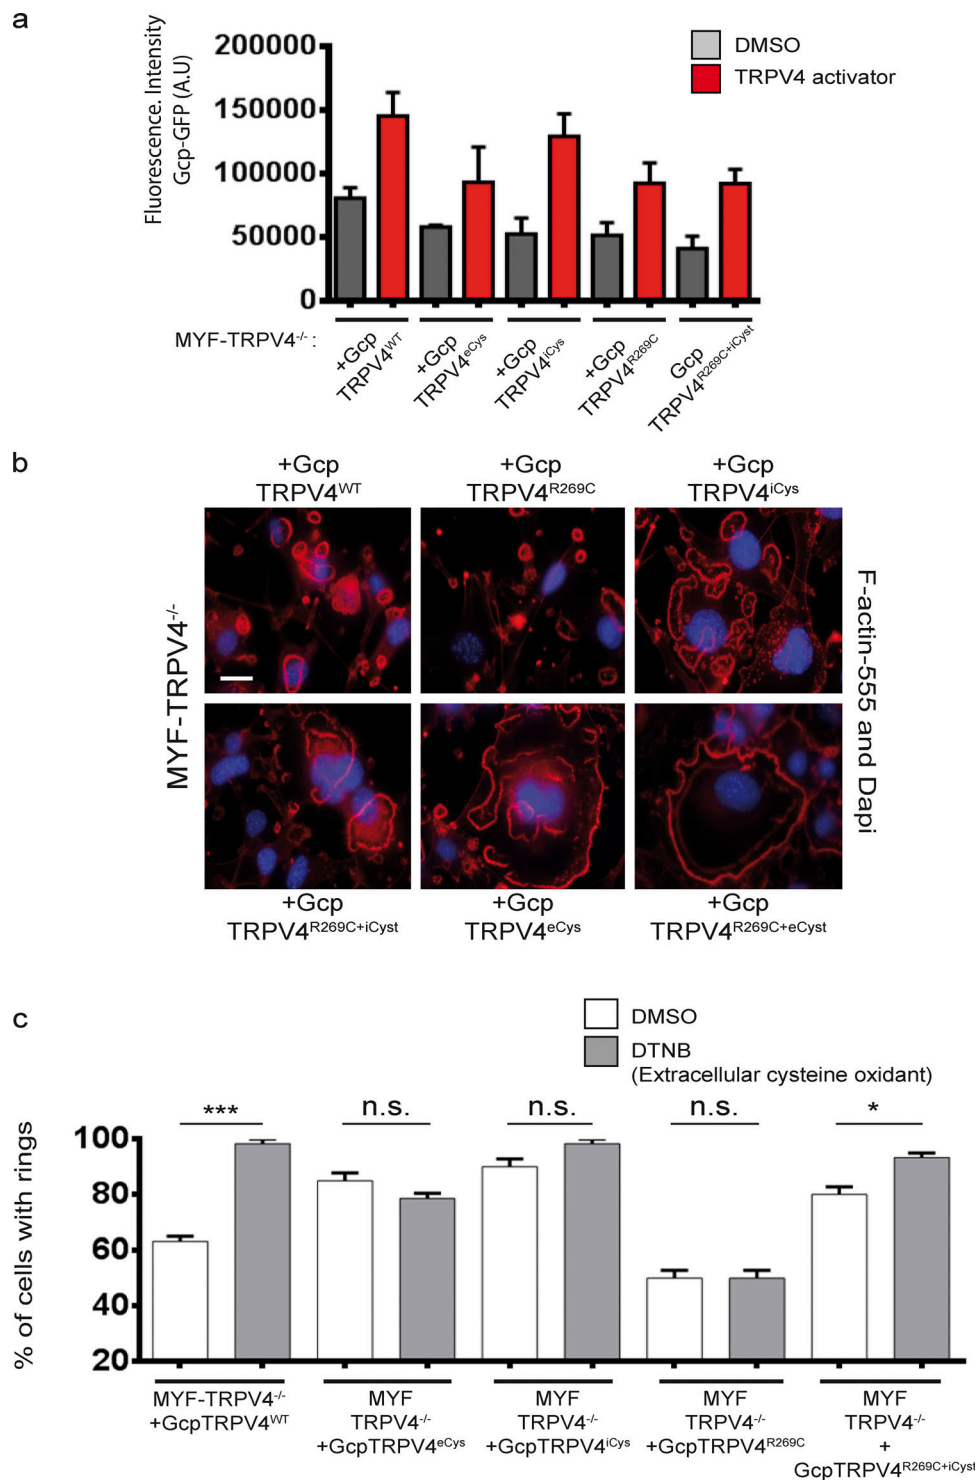 a
Fluorescence. Intensity
Gcp-GFP (A.U)
200000
150000
100000
50000
0
DMSO
TRPV4 activator
MYF-TRPV4-/- :
+Gcp
TRPV4WT
+Gcp
TRPV4eCys
+Gcp
TRPV4iCys
+Gcp
TRPV4R269C
Gcp
TRPV4R269C+iCyst
b
+Gcp
TRPV4WT
+Gcp
TRPV4R269C
+Gcp
TRPV4iCys
MYF-TRPV4-/-
F-actin-555 and Dapi
+Gcp
TRPV4R269C+iCyst
+Gcp
TRPV4eCys
+Gcp
TRPV4R269C+eCyst
c
DMSO
DTNB
(Extracellular cysteine oxidant)
% of cells with rings
100
80
60
40
20
***
n.s.
n.s.
n.s.
*
MYF-TRPV4-/-
+GcpTRPV4WT
MYF
TRPV4-/-
+GcpTRPV4eCys
MYF
TRPV4-/-
+GcpTRPV4iCys
MYF
TRPV4-/-
+GcpTRPV4R269C
MYF
TRPV4-/-
+
GcpTRPV4R269C+iCyst